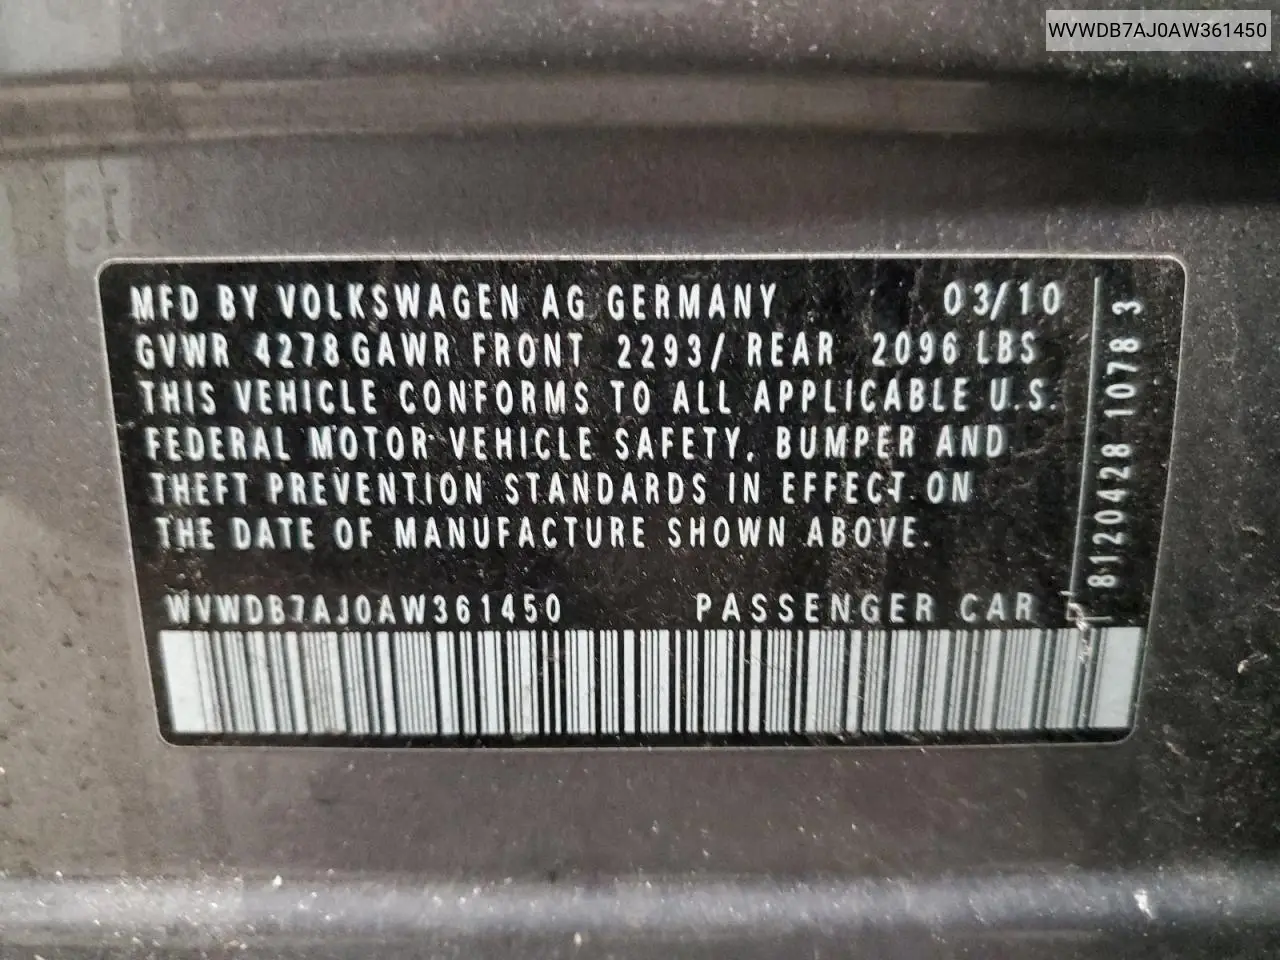 WVWDB7AJ0AW361450
MFD BY VOLKSWAGEN AG GERMANY 03/10
GVWR 4278 GAWR FRONT 2293/ REAR 2096 LBS
THIS VEHICLE CONFORMS TO ALL APPLICABLE U.S.
FEDERAL MOTOR VEHICLE SAFETY, BUMPER AND
THEFT PREVENTION STANDARDS IN EFFECT ON
THE DATE OF MANUFACTURE SHOWN ABOVE.
WVWDB7AJ0AW361450 PASSENGER CAR
8120428 1078 3